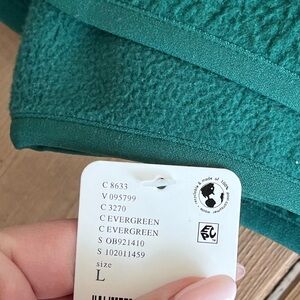 C 8633
V 095799
C 3270
C EVERGREEN
C EVERGREEN
S OB921410
S 102011459
size
L